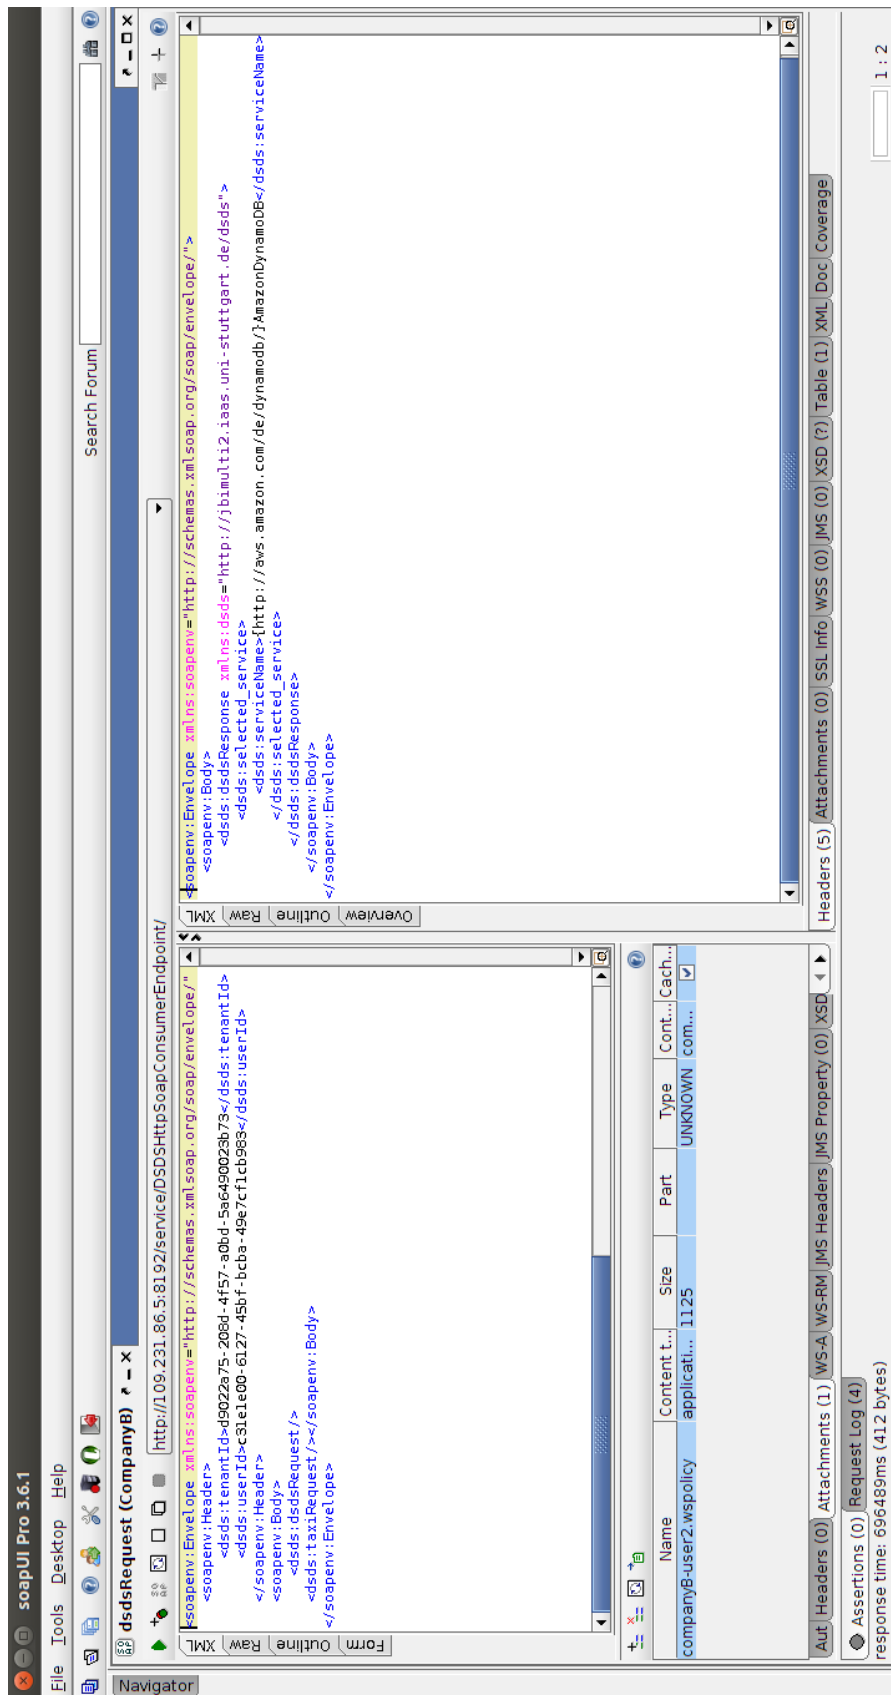 soapUI Pro 3.6.1
File Tools Desktop Help
Search Forum
Navigator
dsdsRequest (CompanyB)
http://109.231.86.5:8192/service/DSDSHttpSoapConsumerEndpoint/
XML
Raw
Outline
Form
<soapenv:Envelope xmlns:soapenv="http://schemas.xmlsoap.org/soap/envelope/"
<soapenv:Header>
<dsds:tenantId>d9022a75-208d-4f57-a0bd-5a6490023b73</dsds:tenantId>
<dsds:userId>c31e1e00-6127-45bf-bcba-49e7cf1cb983</dsds:userId>
</soapenv:Header>
<soapenv:Body>
<dsds:dsdsRequest/>
<dsds:taxiRequest/></soapenv:Body>
</soapenv:Envelope>
Name Content t... Size Part Type Cont... Cach...
companyB-user2.wspolicy applicati... 1125 UNKNOWN com...
Aut Headers (0) Attachments (1) WS-A WS-RM JMS Headers JMS Property (0) XSD
XML
Raw
Outline
Overview
<soapenv:Envelope xmlns:soapenv="http://schemas.xmlsoap.org/soap/envelope/">
<soapenv:Body>
<dsds:dsdsResponse xmlns:dsds="http://jbimulti2.iaas.uni-stuttgart.de/dsds">
<dsds:selected_service>
<dsds:serviceName>{http://aws.amazon.com/de/dynamodb/}AmazonDynamoDB</dsds:serviceName>
</dsds:selected_service>
</dsds:dsdsResponse>
</soapenv:Body>
</soapenv:Envelope>
Headers (5) Attachments (0) SSL Info WSS (0) JMS (0) XSD (?) Table (1) XML Doc Coverage
Assertions (0) Request Log (4)
response time: 696489ms (412 bytes)
1 : 2